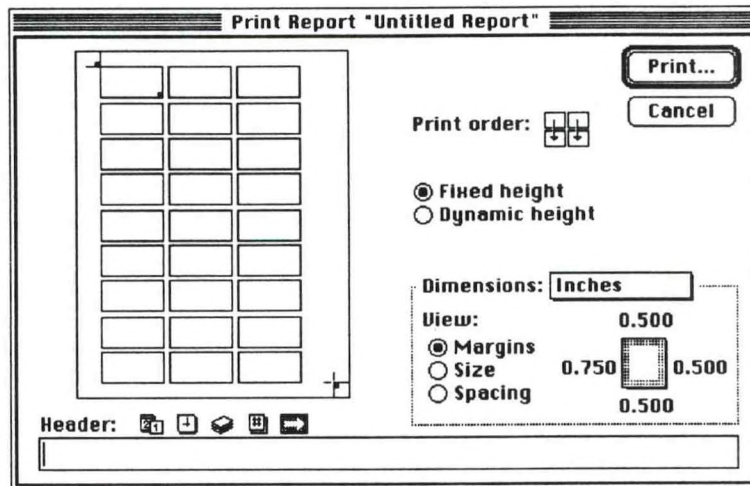 Print Report "Untitled Report"
Print...
Cancel
Print order:
Fixed height
Dynamic height
Dimensions: Inches
View:
0.500
Margins
0.750 0.500
Size
Spacing
0.500
Header: 21 #